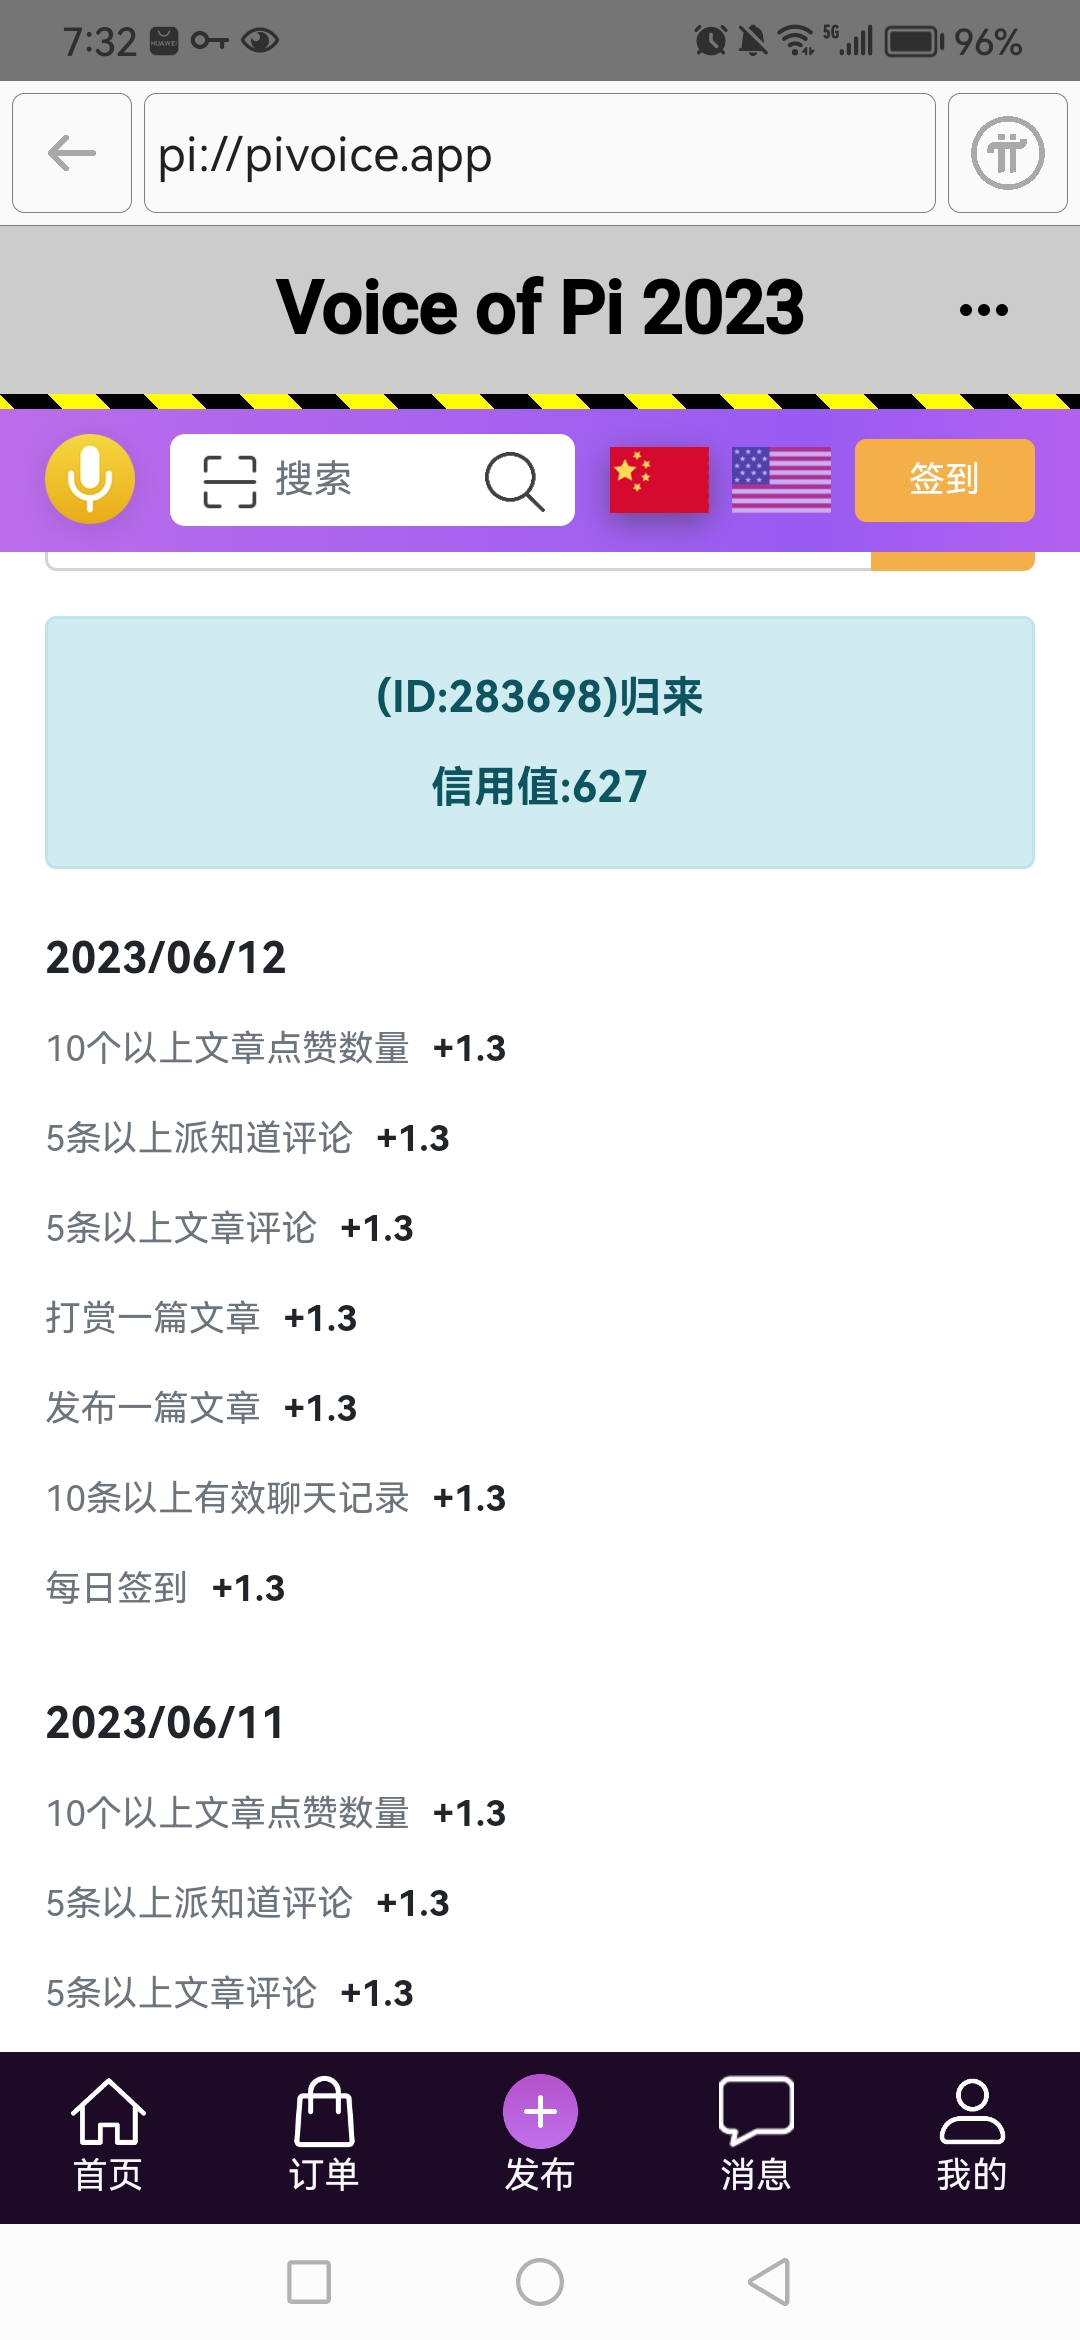 7:32
HUAWEI
5G
96%
pi://pivoice.app
Voice of Pi 2023
搜索
签到
(ID:283698)归来
信用值:627
2023/06/12
10个以上文章点赞数量 +1.3
5条以上派知道评论 +1.3
5条以上文章评论 +1.3
打赏一篇文章 +1.3
发布一篇文章 +1.3
10条以上有效聊天记录 +1.3
每日签到 +1.3
2023/06/11
10个以上文章点赞数量 +1.3
5条以上派知道评论 +1.3
5条以上文章评论 +1.3
首页
订单
发布
消息
我的